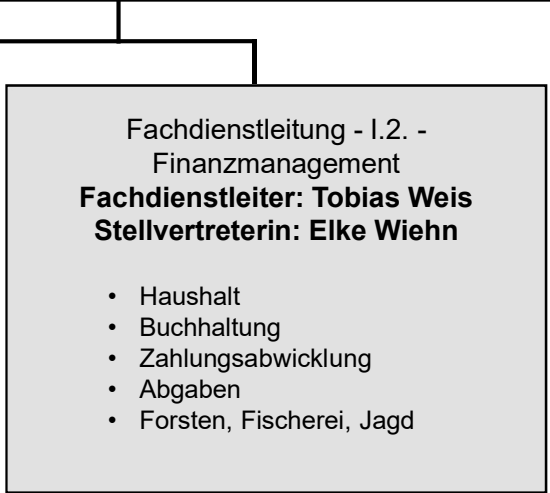 Fachdienstleitung - I.2. -
Finanzmanagement
Fachdienstleiter: Tobias Weis
Stellvertreterin: Elke Wiehn
• Haushalt
• Buchhaltung
• Zahlungsabwicklung
• Abgaben
• Forsten, Fischerei, Jagd